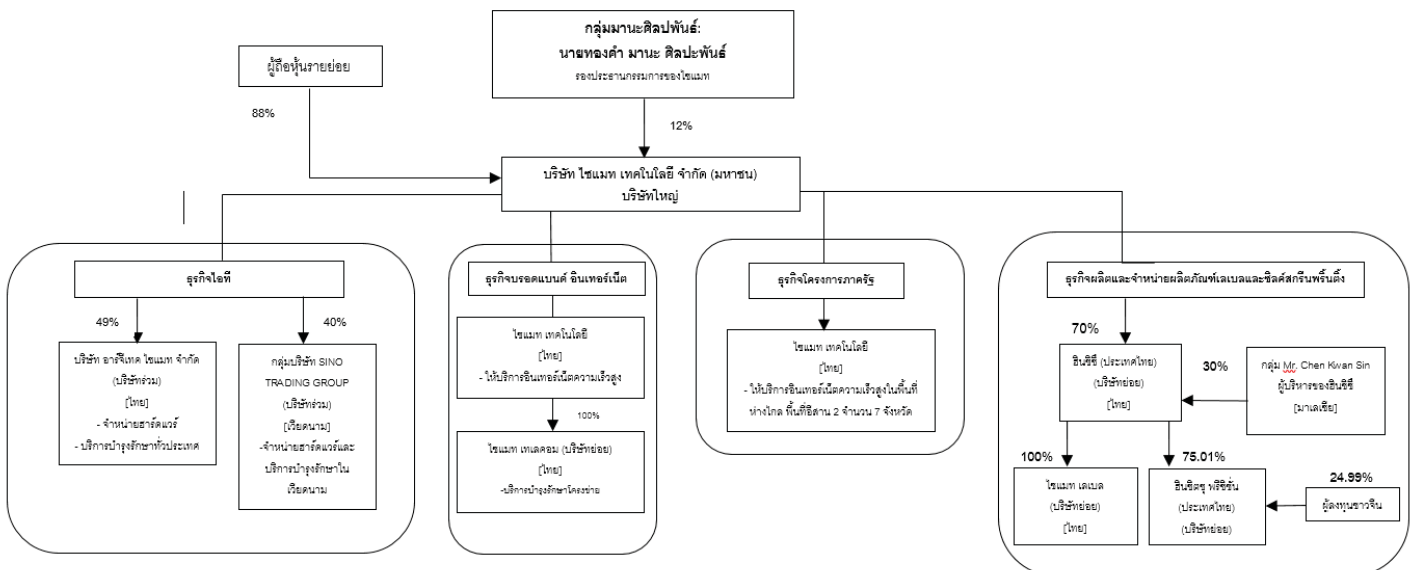 กลุ่มมานะศิลปพันธ์:
นายทองคำ มานะ ศิลปะพันธ์
รองประธานกรรมการของไซแมท
ผู้ถือหุ้นรายย่อย
88%
12%
บริษัท ไซแมท เทคโนโลยี จำกัด (มหาชน)
บริษัทใหญ่
ธุรกิจไอที
49%
40%
บริษัท อาร์จีเทค ไซแมท จำกัด
(บริษัทร่วม)
[ไทย]
- จำหน่ายฮาร์ดแวร์
- บริการบำรุงรักษาทั่วประเทศ
กลุ่มบริษัท SINO
TRADING GROUP
(บริษัทร่วม)
[เวียดนาม]
-จำหน่ายฮาร์ดแวร์และ
บริการบำรุงรักษาใน
เวียดนาม
ธุรกิจบรอดแบนด์ อินเทอร์เน็ต
ไซแมท เทคโนโลยี
[ไทย]
- ให้บริการอินเทอร์เน็ตความเร็วสูง
100%
ไซแมท เทเลคอม (บริษัทย่อย)
[ไทย]
-บริการบำรุงรักษาโครงข่าย
ธุรกิจโครงการภาครัฐ
ไซแมท เทคโนโลยี
[ไทย]
- ให้บริการอินเทอร์เน็ตความเร็วสูงในพื้นที่
ห่างไกล พื้นที่อิสาน 2 จำนวน 7 จังหวัด
ธุรกิจผลิตและจำหน่ายผลิตภัณฑ์เลเบลและซิลค์สกรีนพริ้นติ้ง
70%
ฮินซิซึ (ประเทศไทย)
(บริษัทย่อย)
[ไทย]
30%
กลุ่ม Mr. Chen Kwan Sin
ผู้บริหารของฮินซิซึ
[มาเลเซีย]
100%
75.01%
ไซแมท เลเบล
(บริษัทย่อย)
[ไทย]
ฮินซิตซุ พรีซิชั่น
(ประเทศไทย)
(บริษัทย่อย)
24.99%
ผู้ลงทุนชาวจีน